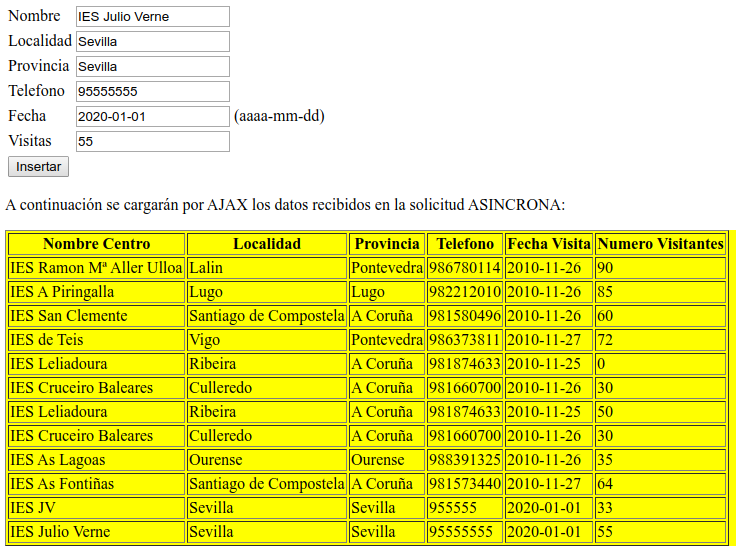 Nombre IES Julio Verne
Localidad Sevilla
Provincia Sevilla
Telefono 95555555
Fecha 2020-01-01 (aaaa-mm-dd)
Visitas 55
Insertar
A continuación se cargarán por AJAX los datos recibidos en la solicitud ASINCRONA:
Nombre Centro Localidad Provincia Telefono Fecha Visita Numero Visitantes
IES Ramon Mª Aller Ulloa Lalin Pontevedra 986780114 2010-11-26 90
IES A Piringalla Lugo Lugo 982212010 2010-11-26 85
IES San Clemente Santiago de Compostela A Coruña 981580496 2010-11-26 60
IES de Teis Vigo Pontevedra 986373811 2010-11-27 72
IES Leliadoura Ribeira A Coruña 981874633 2010-11-25 0
IES Cruceiro Baleares Culleredo A Coruña 981660700 2010-11-26 30
IES Leliadoura Ribeira A Coruña 981874633 2010-11-25 50
IES Cruceiro Baleares Culleredo A Coruña 981660700 2010-11-26 30
IES As Lagoas Ourense Ourense 988391325 2010-11-26 35
IES As Fontiñas Santiago de Compostela A Coruña 981573440 2010-11-27 64
IES JV Sevilla Sevilla 955555 2020-01-01 33
IES Julio Verne Sevilla Sevilla 95555555 2020-01-01 55